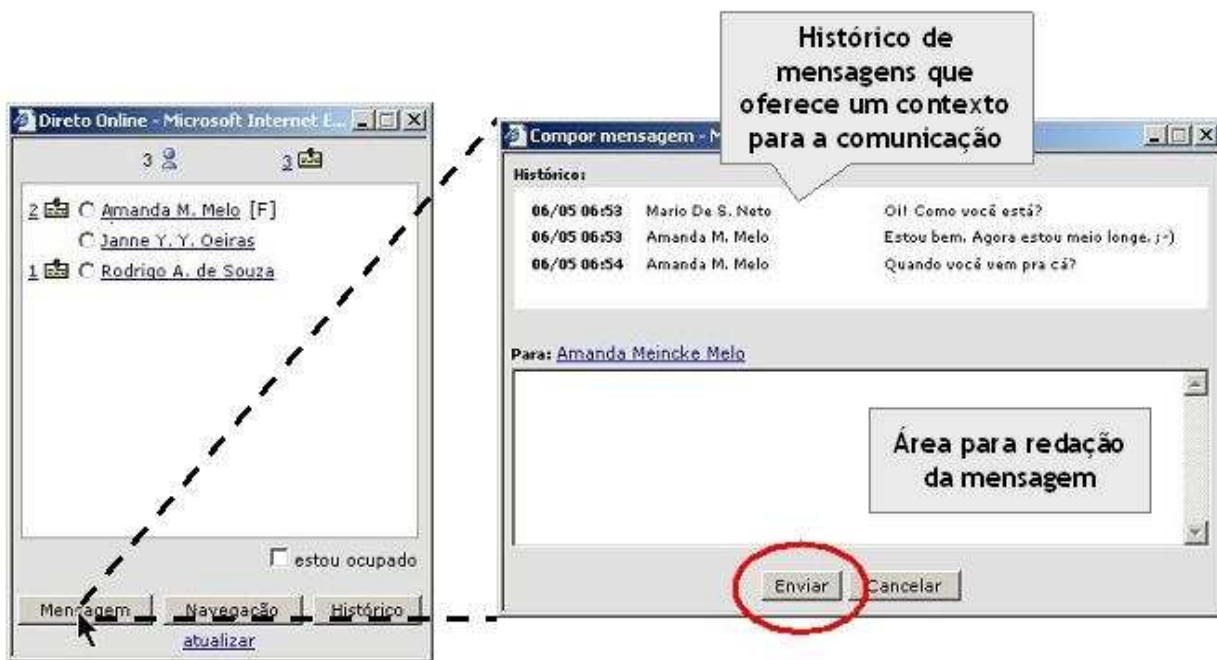 Histórico de
mensagens que
oferece um contexto
para a comunicação
Direto Online - Microsoft Internet E...
3 3
2 Amanda M. Melo [F]
Janne Y. Y. Oeiras
1 Rodrigo A. de Souza
estou ocupado
Mensagem Navegação Histórico
atualizar
Compor mensagem - M
Histórico:
06/05 06:53 Mario De S. Neto Oi! Como você está?
06/05 06:53 Amanda M. Melo Estou bem. Agora estou meio longe. ;-)
06/05 06:54 Amanda M. Melo Quando você vem pra cá?
Para: Amanda Meincke Melo
Área para redação
da mensagem
Enviar Cancelar